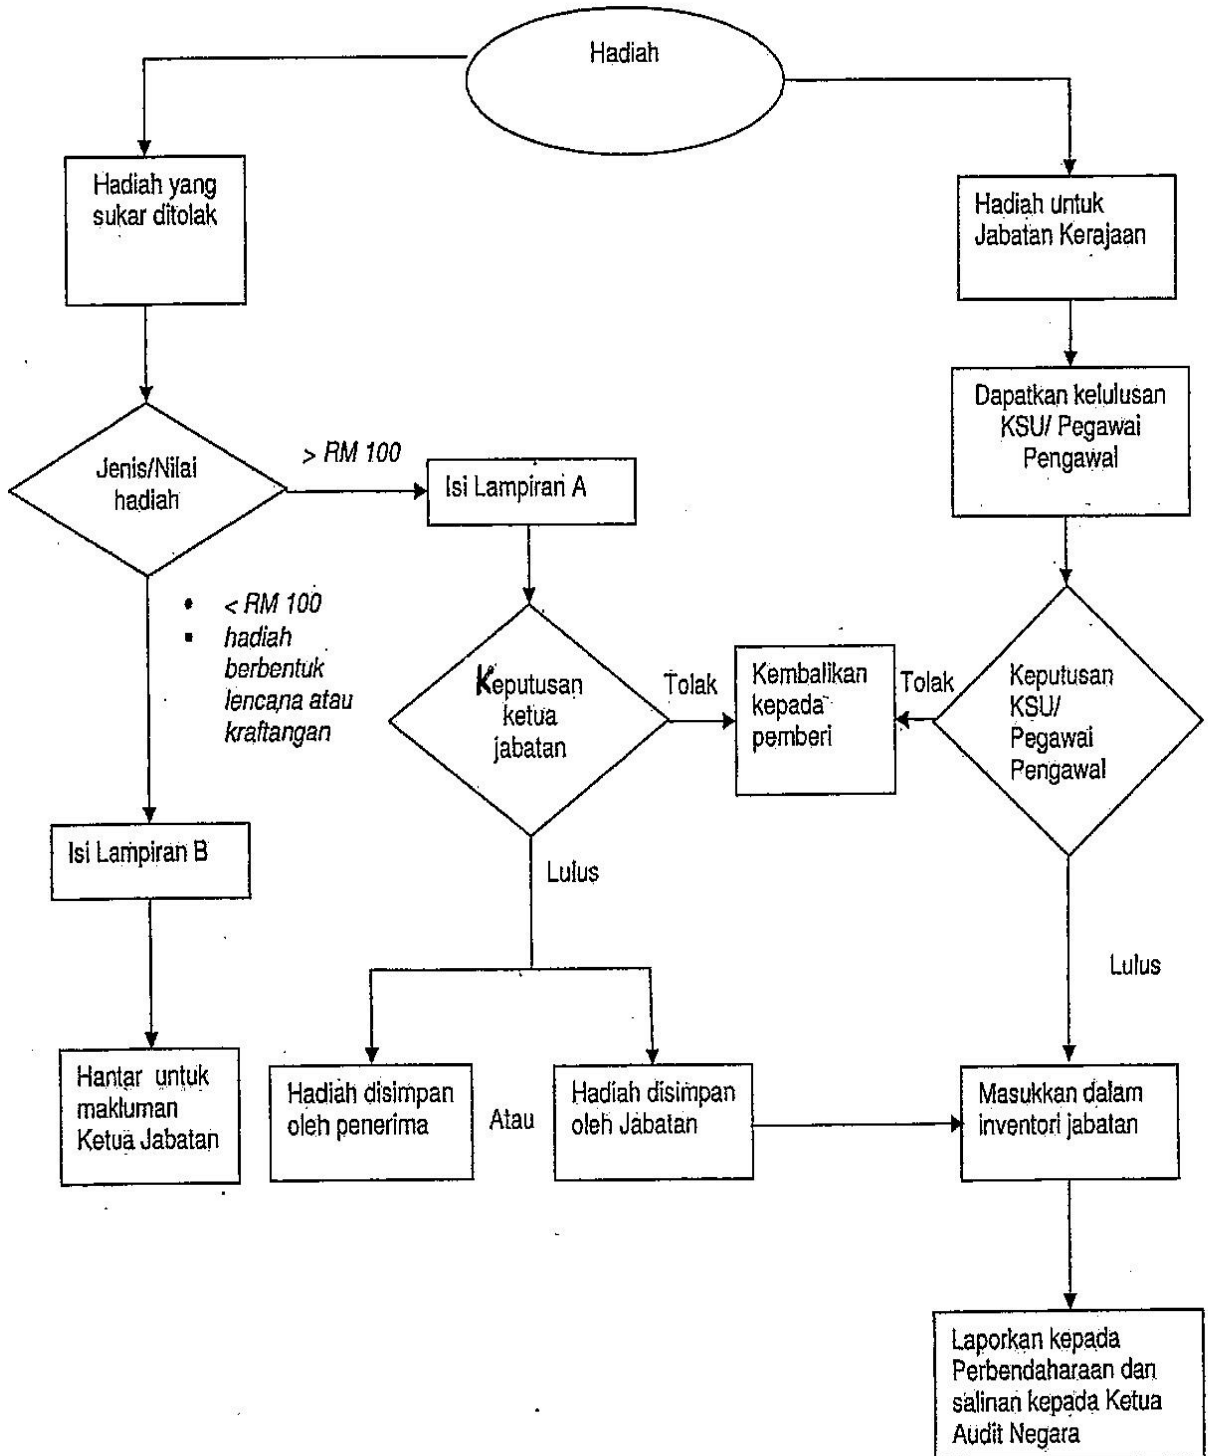 Hadiah
Hadiah yang
sukar ditolak
Hadiah untuk
Jabatan Kerajaan
Dapatkan kelulusan
KSU/ Pegawai
Pengawal
Jenis/Nilai
hadiah
> RM 100
Isi Lampiran A
• < RM 100
▪ hadiah
berbentuk
lencana atau
kraftangan
Keputusan
ketua
jabatan
Tolak
Kembalikan
kepada
pemberi
Tolak
Keputusan
KSU/
Pegawai
Pengawal
Isi Lampiran B
Lulus
Lulus
Hantar untuk
makluman
Ketua Jabatan
Hadiah disimpan
oleh penerima
Atau
Hadiah disimpan
oleh Jabatan
Masukkan dalam
inventori jabatan
Laporkan kepada
Perbendaharaan dan
salinan kepada Ketua
Audit Negara